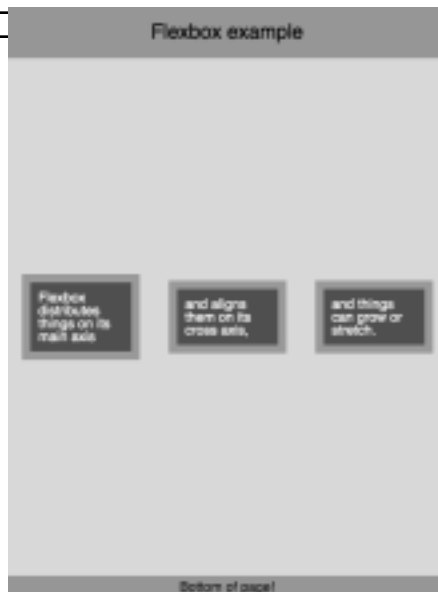 Flexbox example
Flexbox
distributes
things on its
main axis
and aligns
them on its
cross axis,
and things
can grow or
stretch.
Bottom of page!